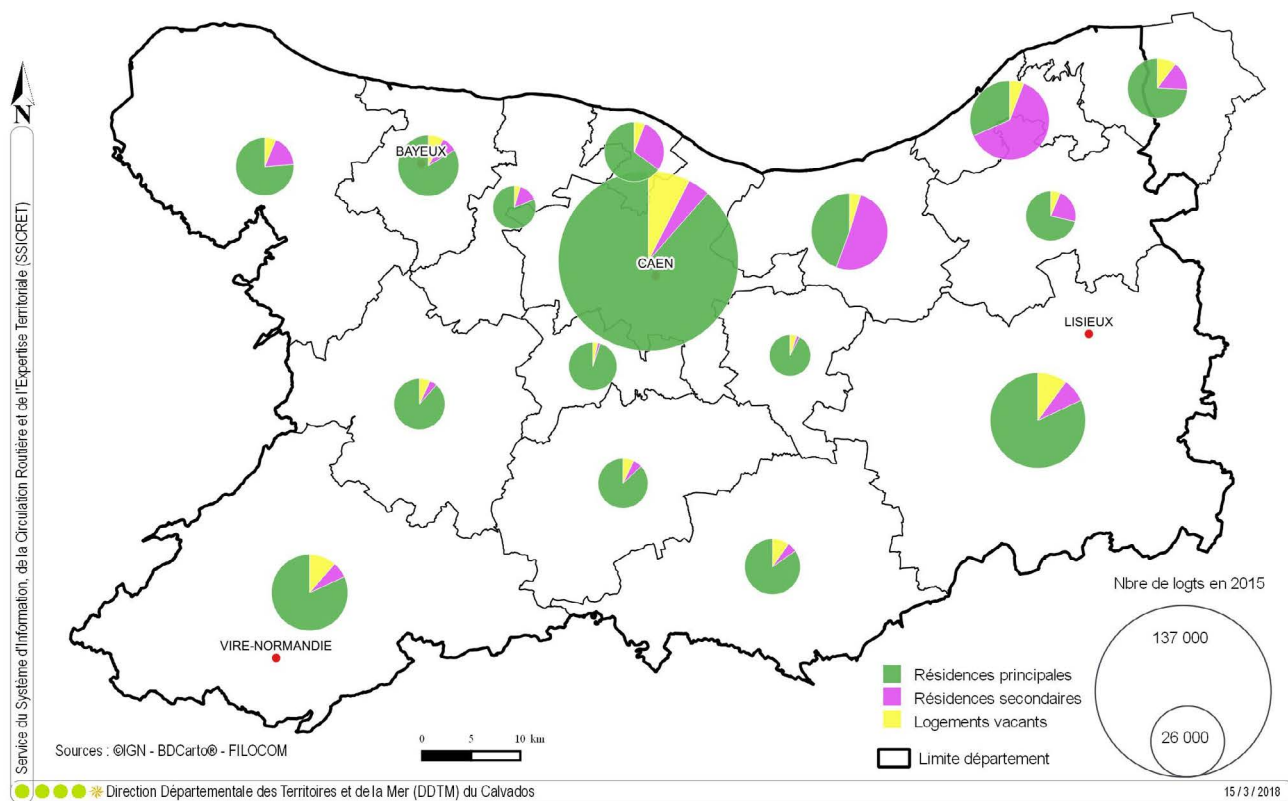 N
Service du Système d'Information, de la Circulation Routière et de l'Expertise Territoriale (SSICRET)
BAYEUX
CAEN
LISIEUX
VIRE-NORMANDIE
Nbre de logts en 2015
137 000
26 000
Résidences principales
Résidences secondaires
Logements vacants
Limite département
Sources : ©IGN - BDCarto® - FILOCOM
0 5 10 km
Direction Départementale des Territoires et de la Mer (DDTM) du Calvados
15 / 3 / 2018